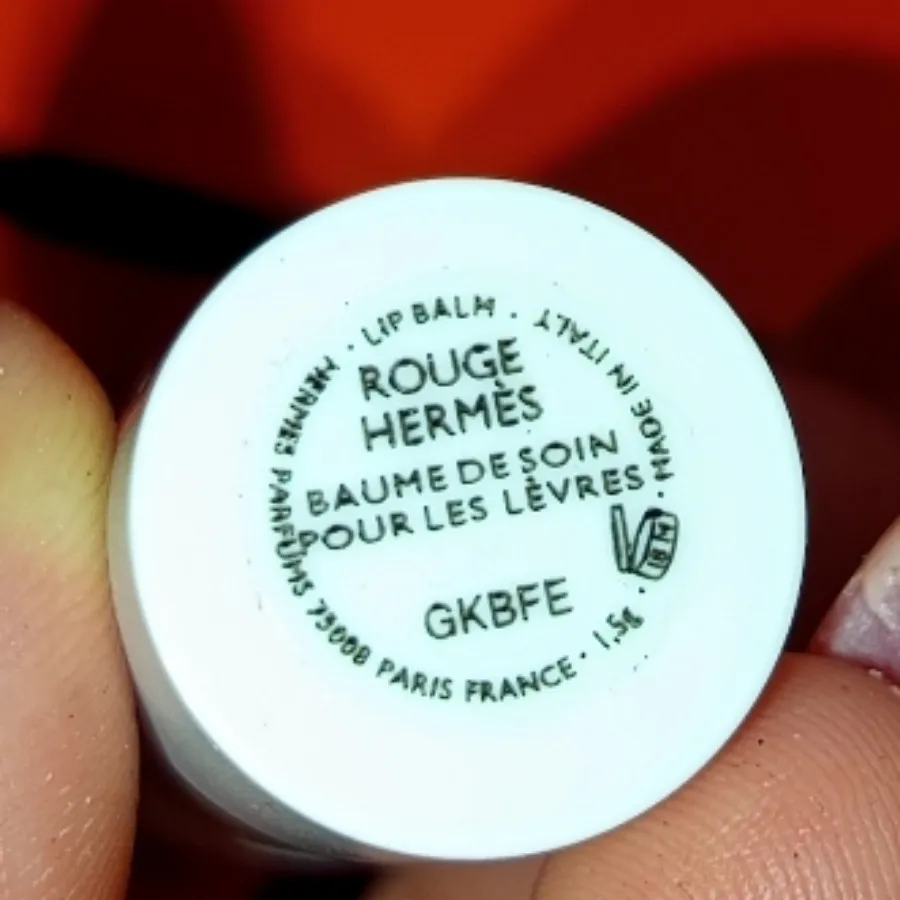 ROUGE
HERMÈS
BAUME DE SOIN
POUR LES LÈVRES
GKBFE
HERMES PARFUMS 75008 PARIS FRANCE · 1.5g · 18 M · MADE IN ITALY · LIP BALM ·